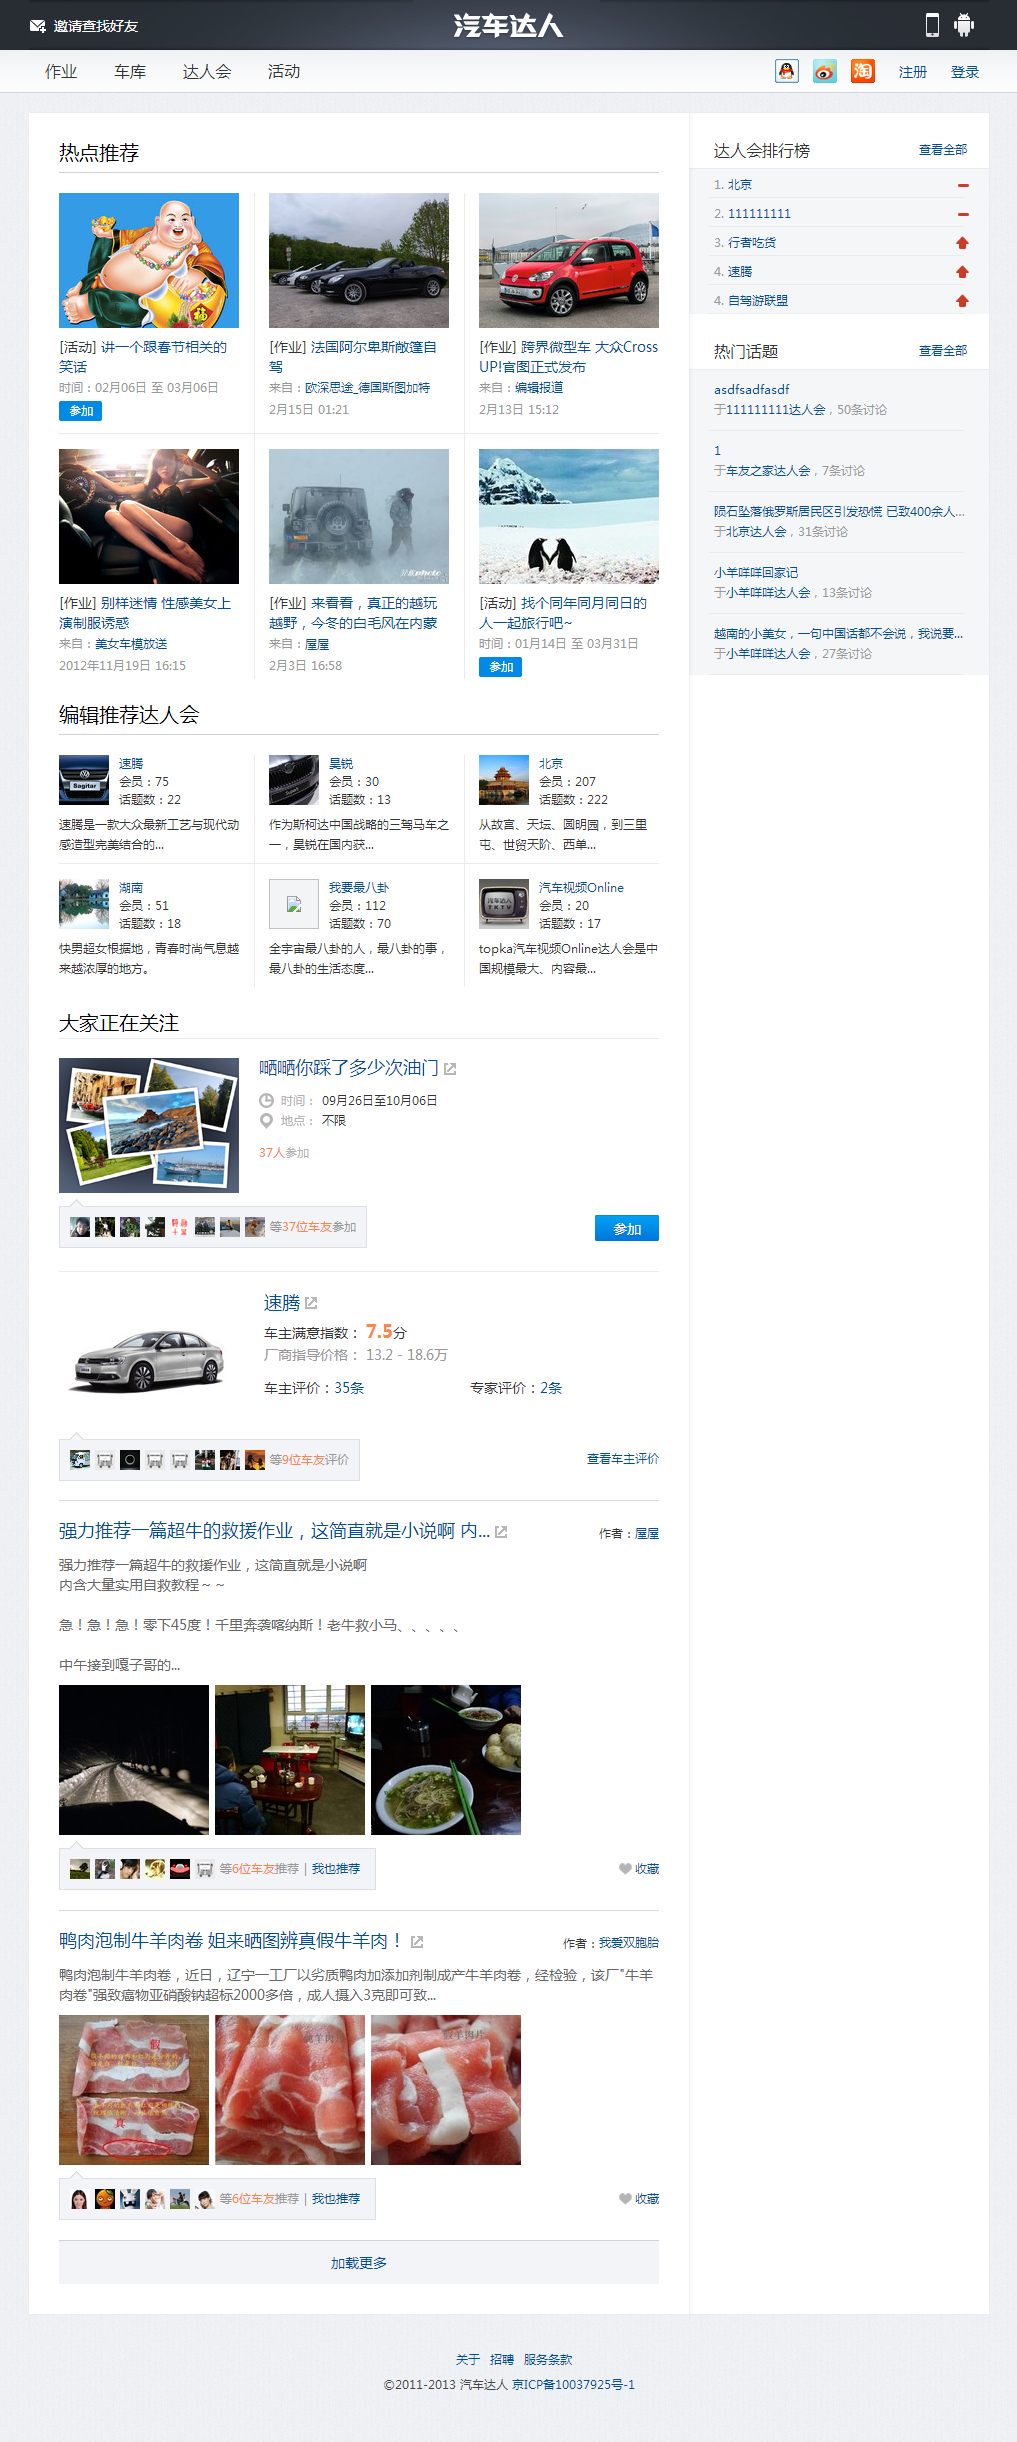 邀请查找好友
汽车达人
作业 车库 达人会 活动
淘 注册 登录
热点推荐
[活动] 讲一个跟春节相关的
笑话
时间：02月06日 至 03月06日
参加
[作业] 法国阿尔卑斯敞篷自
驾
来自：欧深思途_德国斯图加特
2月15日 01:21
[作业] 跨界微型车 大众Cross
UP!官图正式发布
来自：编辑报道
2月13日 15:12
[作业] 别样迷情 性感美女上
演制服诱惑
来自：美女车模放送
2012年11月19日 16:15
[作业] 来看看，真正的越玩
越野，今冬的白毛风在内蒙
来自：屋屋
2月3日 16:58
[活动] 找个同年同月同日的
人一起旅行吧~
时间：01月14日 至 03月31日
参加
编辑推荐达人会
Sagitar
速腾
会员：75
话题数：22
速腾是一款大众最新工艺与现代动
感造型完美结合的...
昊锐
会员：30
话题数：13
作为斯柯达中国战略的三驾马车之
一，昊锐在国内获...
北京
会员：207
话题数：222
从故宫、天坛、圆明园，到三里
屯、世贸天阶、西单...
湖南
会员：51
话题数：18
快男超女根据地，青春时尚气息越
来越浓厚的地方。
我要最八卦
会员：112
话题数：70
全宇宙最八卦的人，最八卦的事，
最八卦的生活态度...
汽车达人
TKTV
汽车视频Online
会员：20
话题数：17
topka汽车视频Online达人会是中
国规模最大、内容最...
大家正在关注
晒晒你踩了多少次油门
时间： 09月26日至10月06日
地点： 不限
37人参加
等37位车友参加
参加
速腾
车主满意指数： 7.5分
厂商指导价格： 13.2 - 18.6万
车主评价：35条 专家评价：2条
等9位车友评价
查看车主评价
强力推荐一篇超牛的救援作业，这简直就是小说啊 内... 作者：屋屋
强力推荐一篇超牛的救援作业，这简直就是小说啊
内含大量实用自救教程～～
急！急！急！零下45度！千里奔袭喀纳斯！老牛救小马、、、、、
中午接到嘎子哥的...
等6位车友推荐 | 我也推荐
收藏
鸭肉泡制牛羊肉卷 姐来晒图辨真假牛羊肉！ 作者：我爱双胞胎
鸭肉泡制牛羊肉卷，近日，辽宁一工厂以劣质鸭肉加添加剂制成产牛羊肉卷，经检验，该厂"牛羊
肉卷"强致癌物亚硝酸钠超标2000多倍，成人摄入3克即可致...
假
真
假羊肉片
等6位车友推荐 | 我也推荐
收藏
加载更多
达人会排行榜 查看全部
1. 北京
2. 111111111
3. 行者吃货
4. 速腾
4. 自驾游联盟
热门话题 查看全部
asdfsadfasdf
于111111111达人会，50条讨论
1
于车友之家达人会，7条讨论
陨石坠落俄罗斯居民区引发恐慌 已致400余人...
于北京达人会，31条讨论
小羊咩咩回家记
于小羊咩咩达人会，13条讨论
越南的小美女，一句中国话都不会说，我说要...
于小羊咩咩达人会，27条讨论
关于 招聘 服务条款
©2011-2013 汽车达人 京ICP备10037925号-1